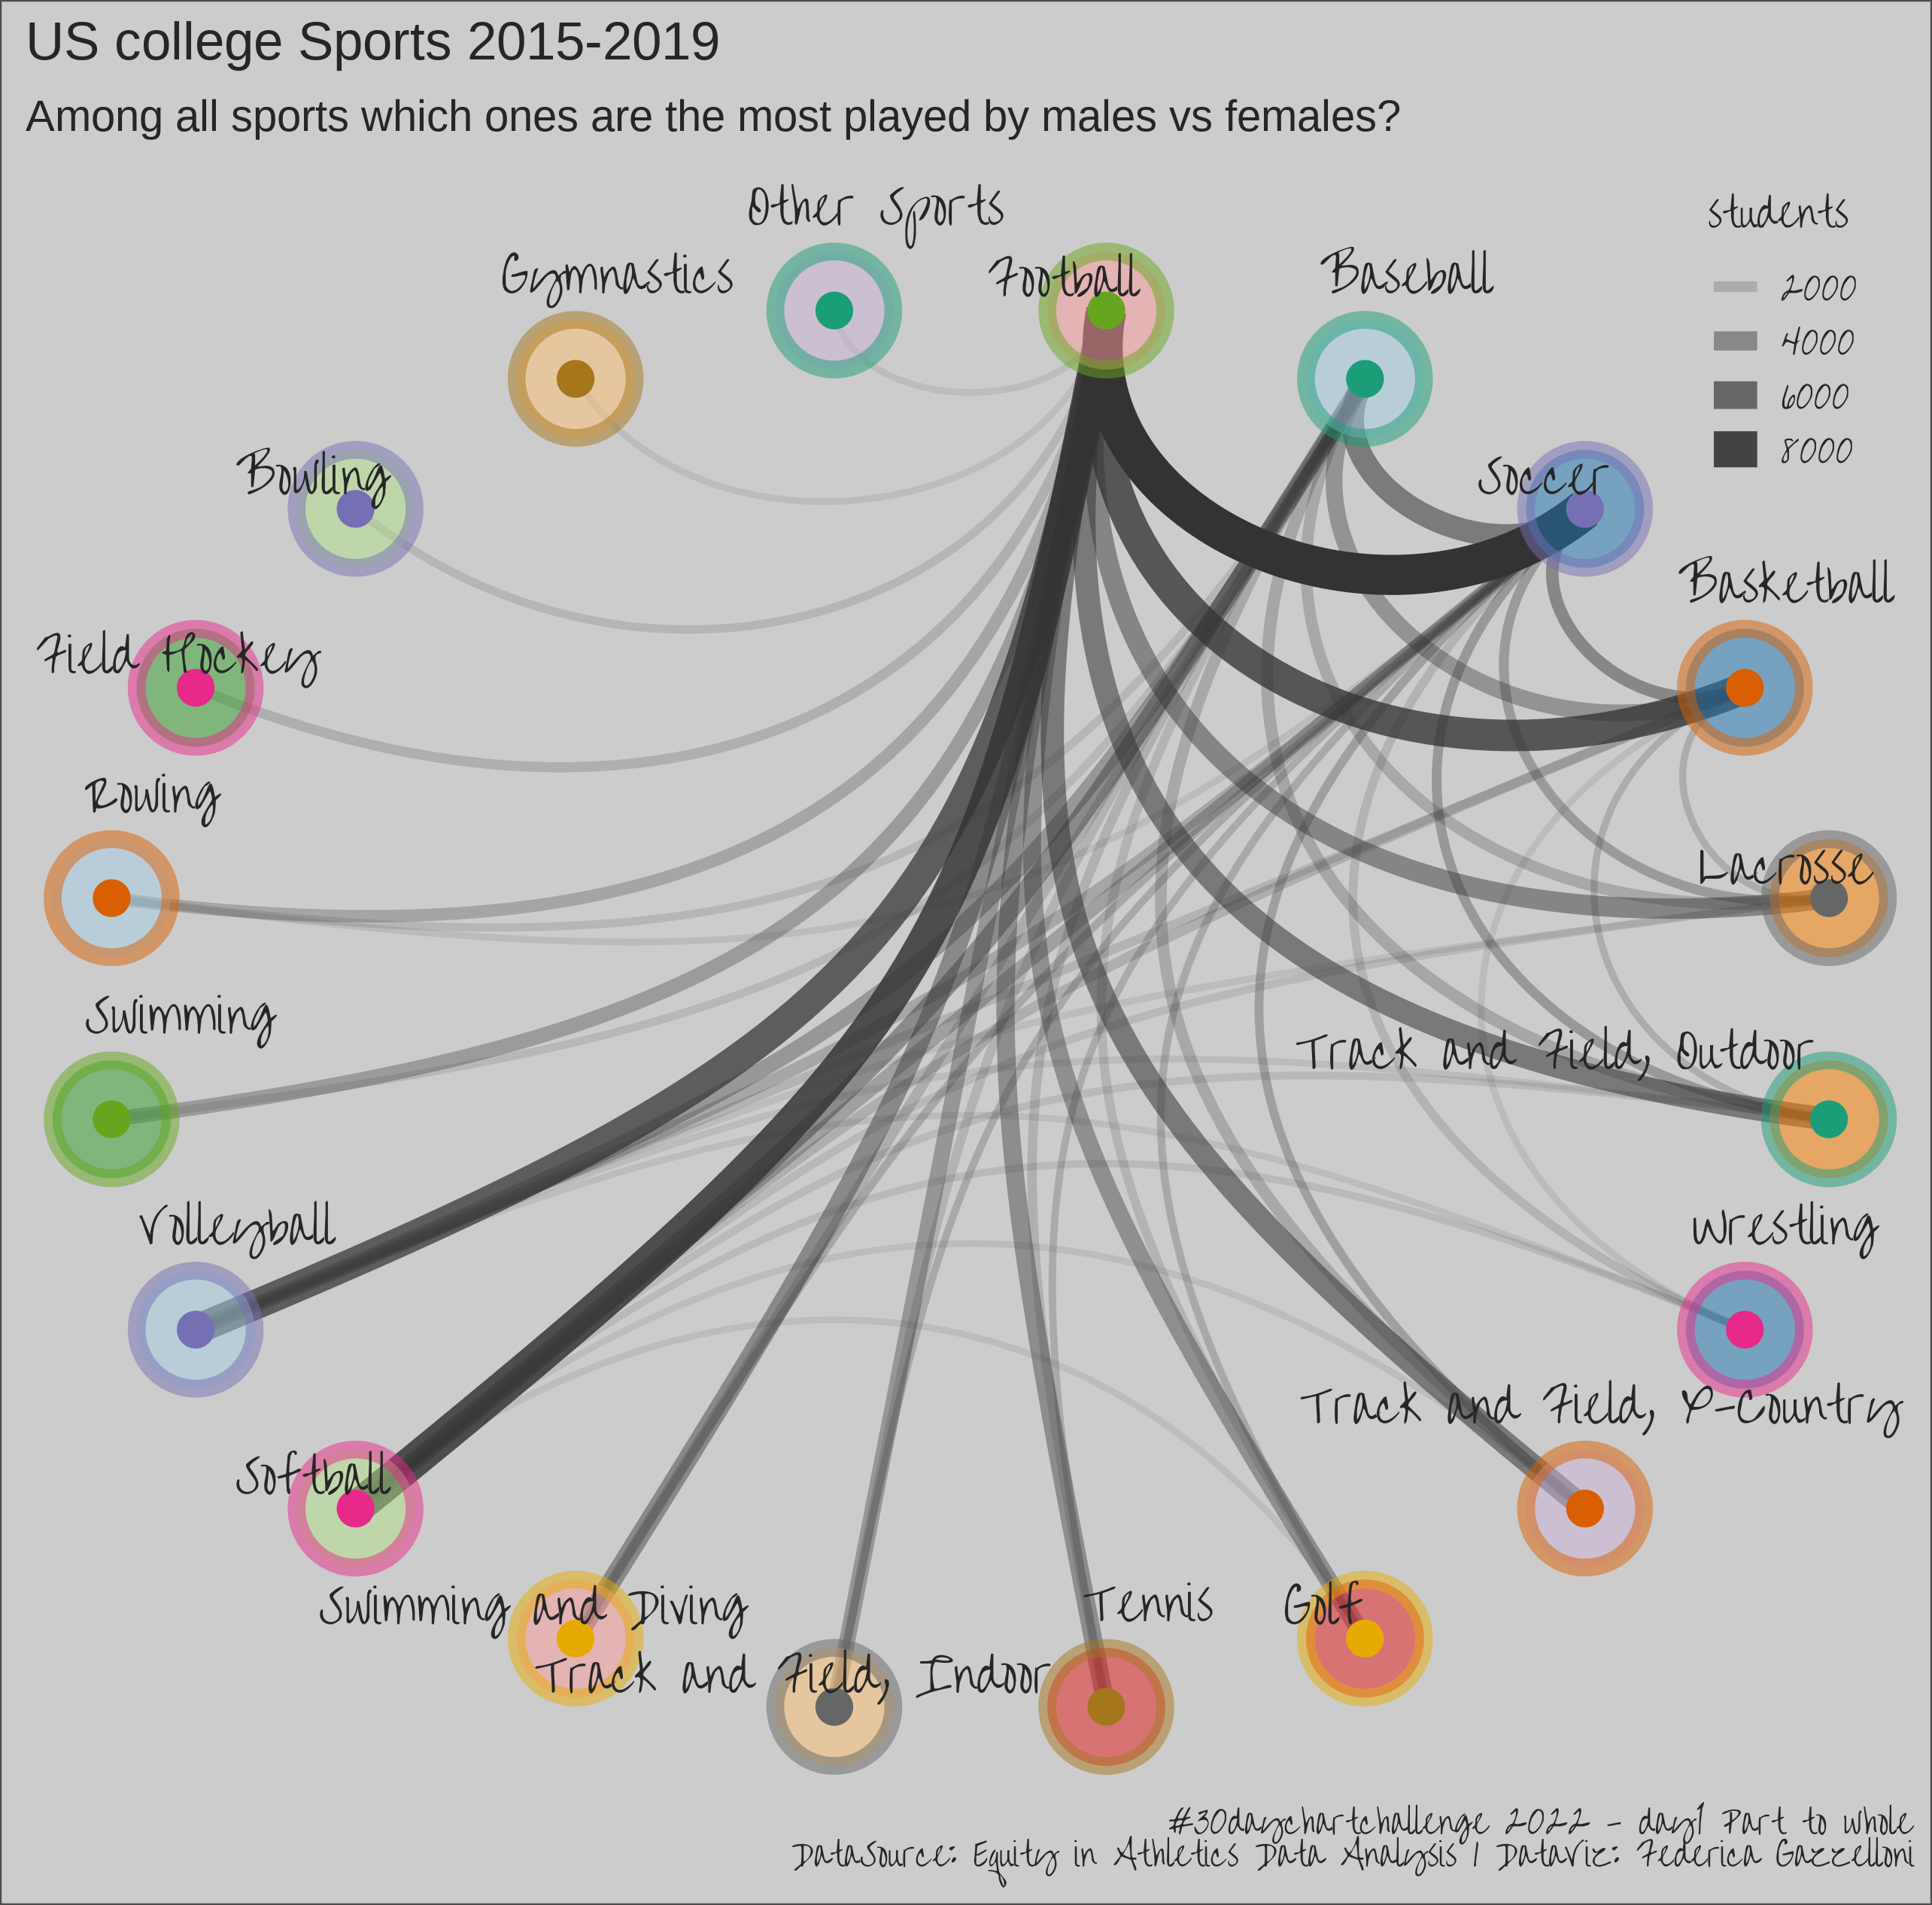 US college Sports 2015-2019
Among all sports which ones are the most played by males vs females?
Other Sports
Football
Gymnastics
Baseball
students
2000
4000
6000
8000
Bowling
Soccer
Basketball
Field Hockey
Rowing
Lacrosse
Swimming
Track and Field, Outdoor
Volleyball
Wrestling
Track and Field, X-Country
Softball
Swimming and Diving
Tennis
Golf
Track and Field, Indoor
#30daychartchallenge 2022 - day1 Part to whole
DataSource: Equity in Athletics Data Analysis | DataViz: Federica Gazzelloni